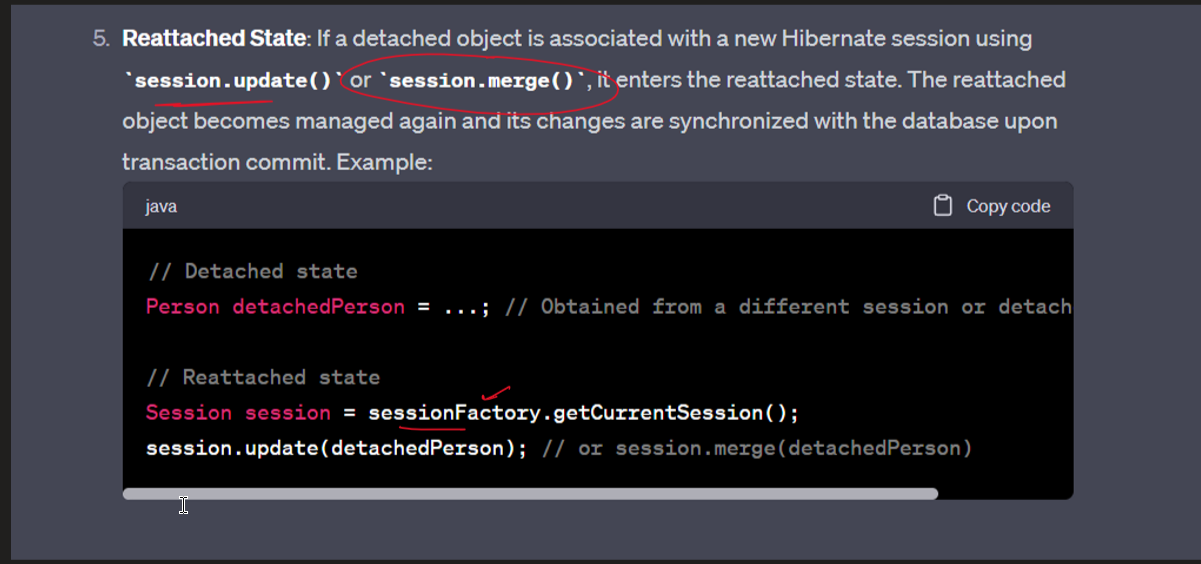 5. Reattached State: If a detached object is associated with a new Hibernate session using
`session.update()` or `session.merge()`, it enters the reattached state. The reattached
object becomes managed again and its changes are synchronized with the database upon
transaction commit. Example:
java Copy code
// Detached state
Person detachedPerson = ...; // Obtained from a different session or detach
// Reattached state
Session session = sessionFactory.getCurrentSession();
session.update(detachedPerson); // or session.merge(detachedPerson)